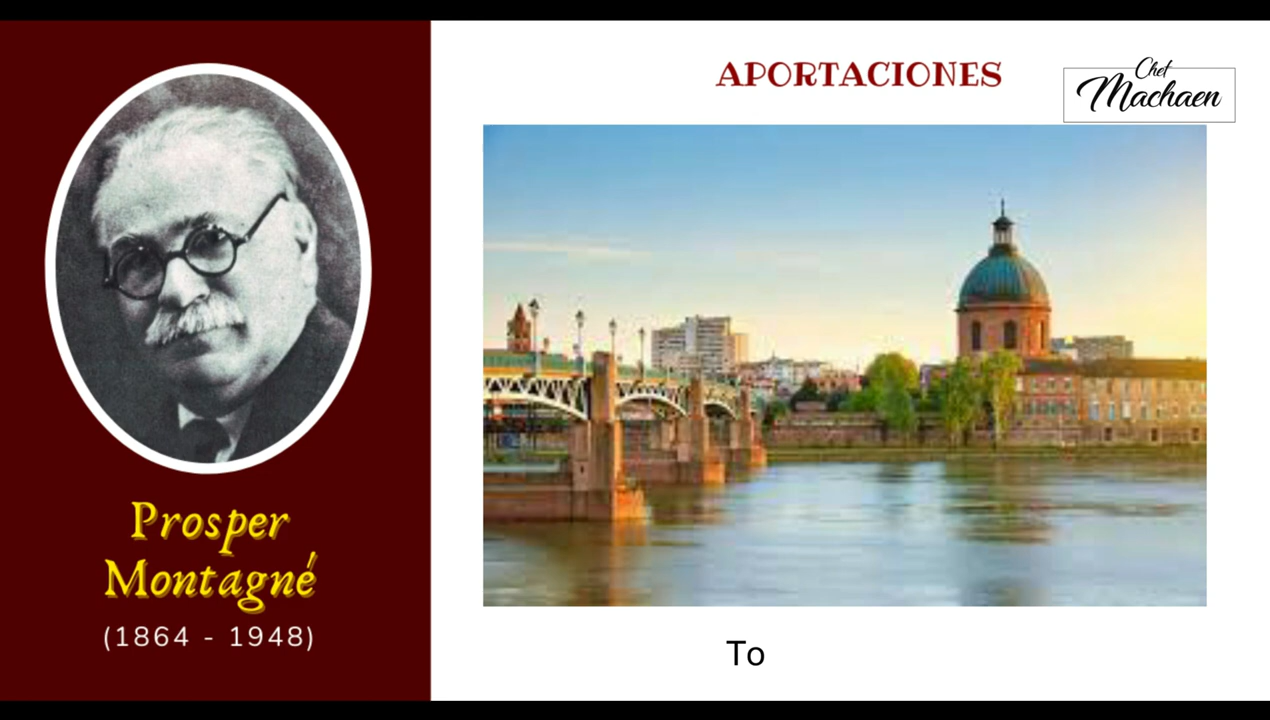 APORTACIONES
Chef
Machaen
Prosper
Montagné
(1864 - 1948)
To